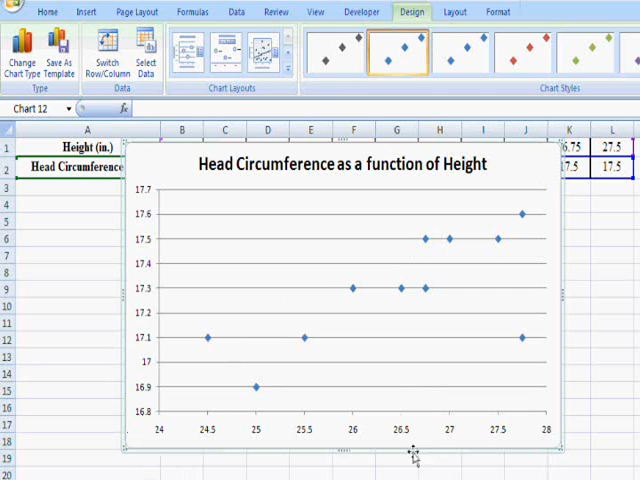 Home Insert Page Layout Formulas Data Review View Developer Design Layout Format
Change Chart Type
Save As Template
Switch Row/Column
Select Data
Type Data Chart Layouts Chart Styles
Chart 12 fx
A B C D E F G H I J K L
1 Height (in.) 6.75 27.5
2 Head Circumference 17.5 17.5
Head Circumference as a function of Height
3
4
5
6
7
8
9
10
11
12
13
14
15
16
17
18
19
20
17.7
17.6
17.5
17.4
17.3
17.2
17.1
17
16.9
16.8
24 24.5 25 25.5 26 26.5 27 27.5 28